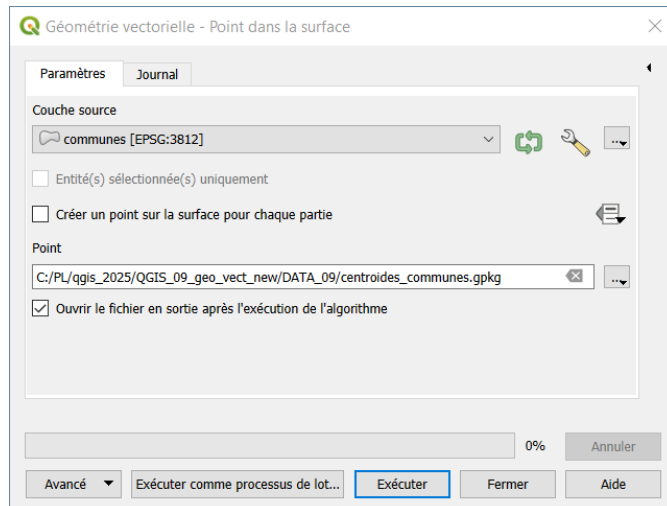 Géométrie vectorielle - Point dans la surface
Paramètres Journal
Couche source
communes [EPSG:3812]
...
Entité(s) sélectionnée(s) uniquement
Créer un point sur la surface pour chaque partie
Point
C:/PL/qgis_2025/QGIS_09_geo_vect_new/DATA_09/centroides_communes.gpkg
...
Ouvrir le fichier en sortie après l'exécution de l'algorithme
0% Annuler
Avancé Exécuter comme processus de lot... Exécuter Fermer Aide